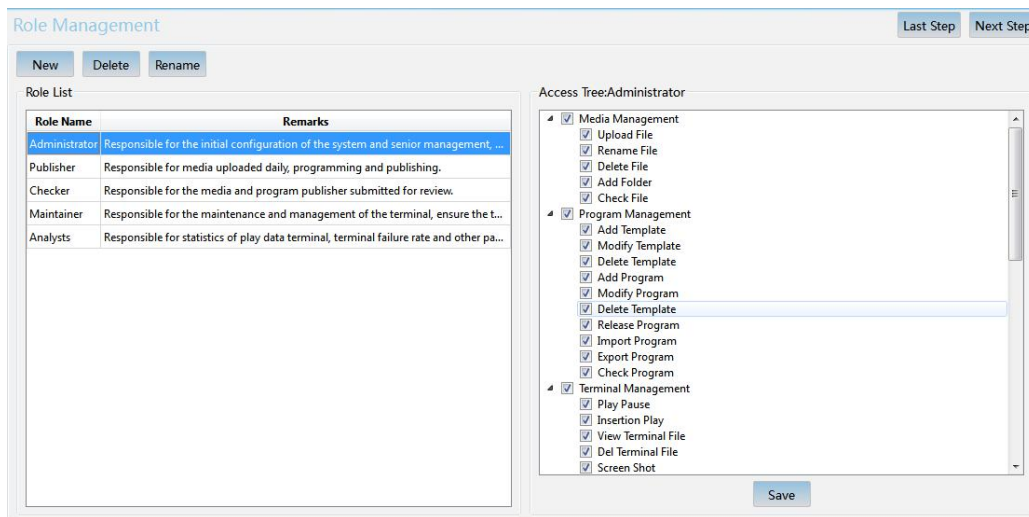 Role Management
Last Step Next Step
New Delete Rename
Role List
Role Name Remarks
Administrator Responsible for the initial configuration of the system and senior management, ...
Publisher Responsible for media uploaded daily, programming and publishing.
Checker Responsible for the media and program publisher submitted for review.
Maintainer Responsible for the maintenance and management of the terminal, ensure the t...
Analysts Responsible for statistics of play data terminal, terminal failure rate and other pa...
Access Tree:Administrator
Media Management
Upload File
Rename File
Delete File
Add Folder
Check File
Program Management
Add Template
Modify Template
Delete Template
Add Program
Modify Program
Delete Template
Release Program
Import Program
Export Program
Check Program
Terminal Management
Play Pause
Insertion Play
View Terminal File
Del Terminal File
Screen Shot
Save